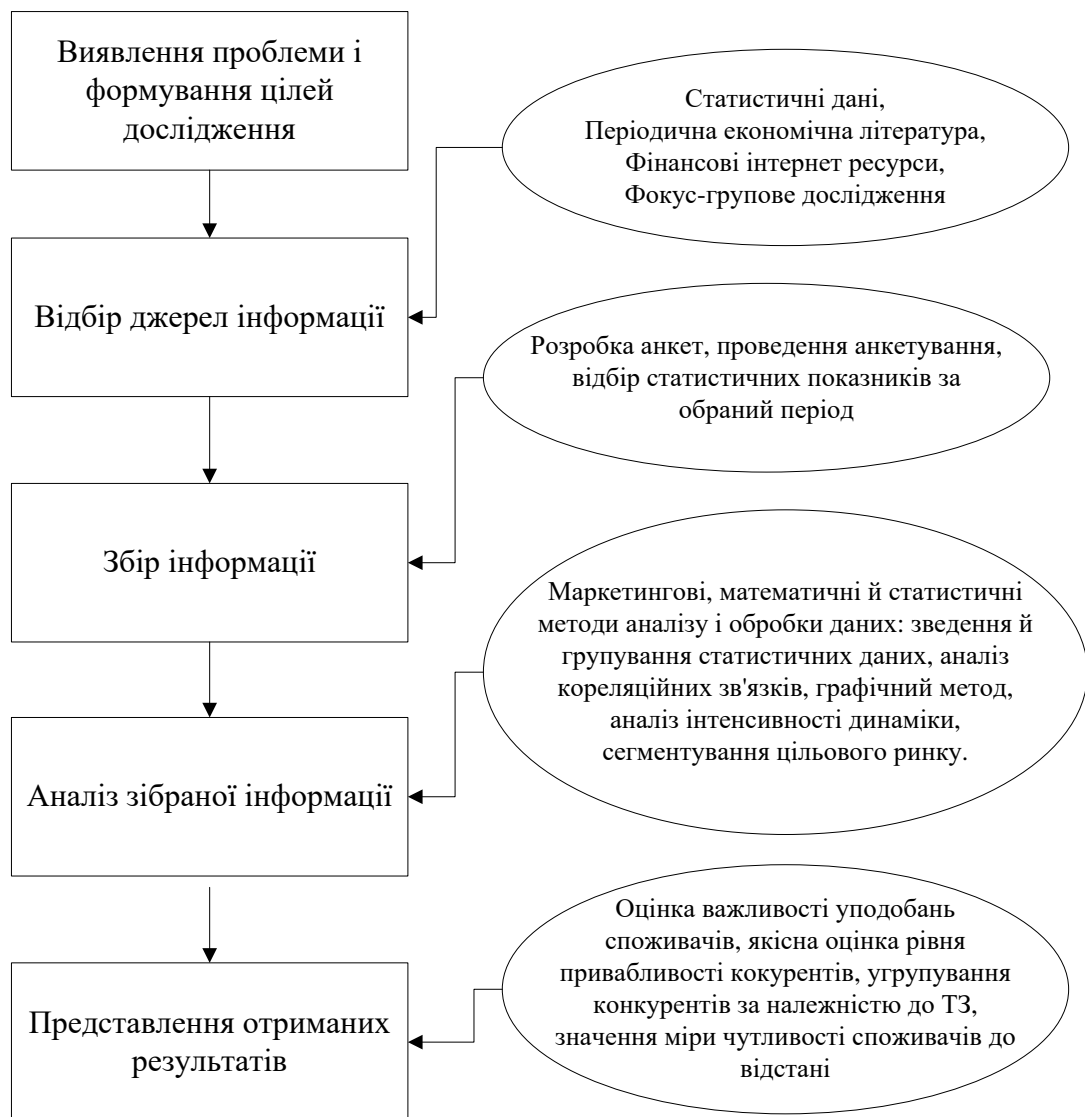 Виявлення проблеми і
формування цілей
дослідження
Статистичні дані,
Періодична економічна література,
Фінансові інтернет ресурси,
Фокус-групове дослідження
Відбір джерел інформації
Розробка анкет, проведення анкетування,
відбір статистичних показників за
обраний період
Збір інформації
Маркетингові, математичні й статистичні
методи аналізу і обробки даних: зведення й
групування статистичних даних, аналіз
кореляційних зв'язків, графічний метод,
аналіз інтенсивності динаміки,
сегментування цільового ринку.
Аналіз зібраної інформації
Оцінка важливості уподобань
споживачів, якісна оцінка рівня
привабливості кокурентів, угрупування
конкурентів за належністю до ТЗ,
значення міри чутливості споживачів до
відстані
Представлення отриманих
результатів